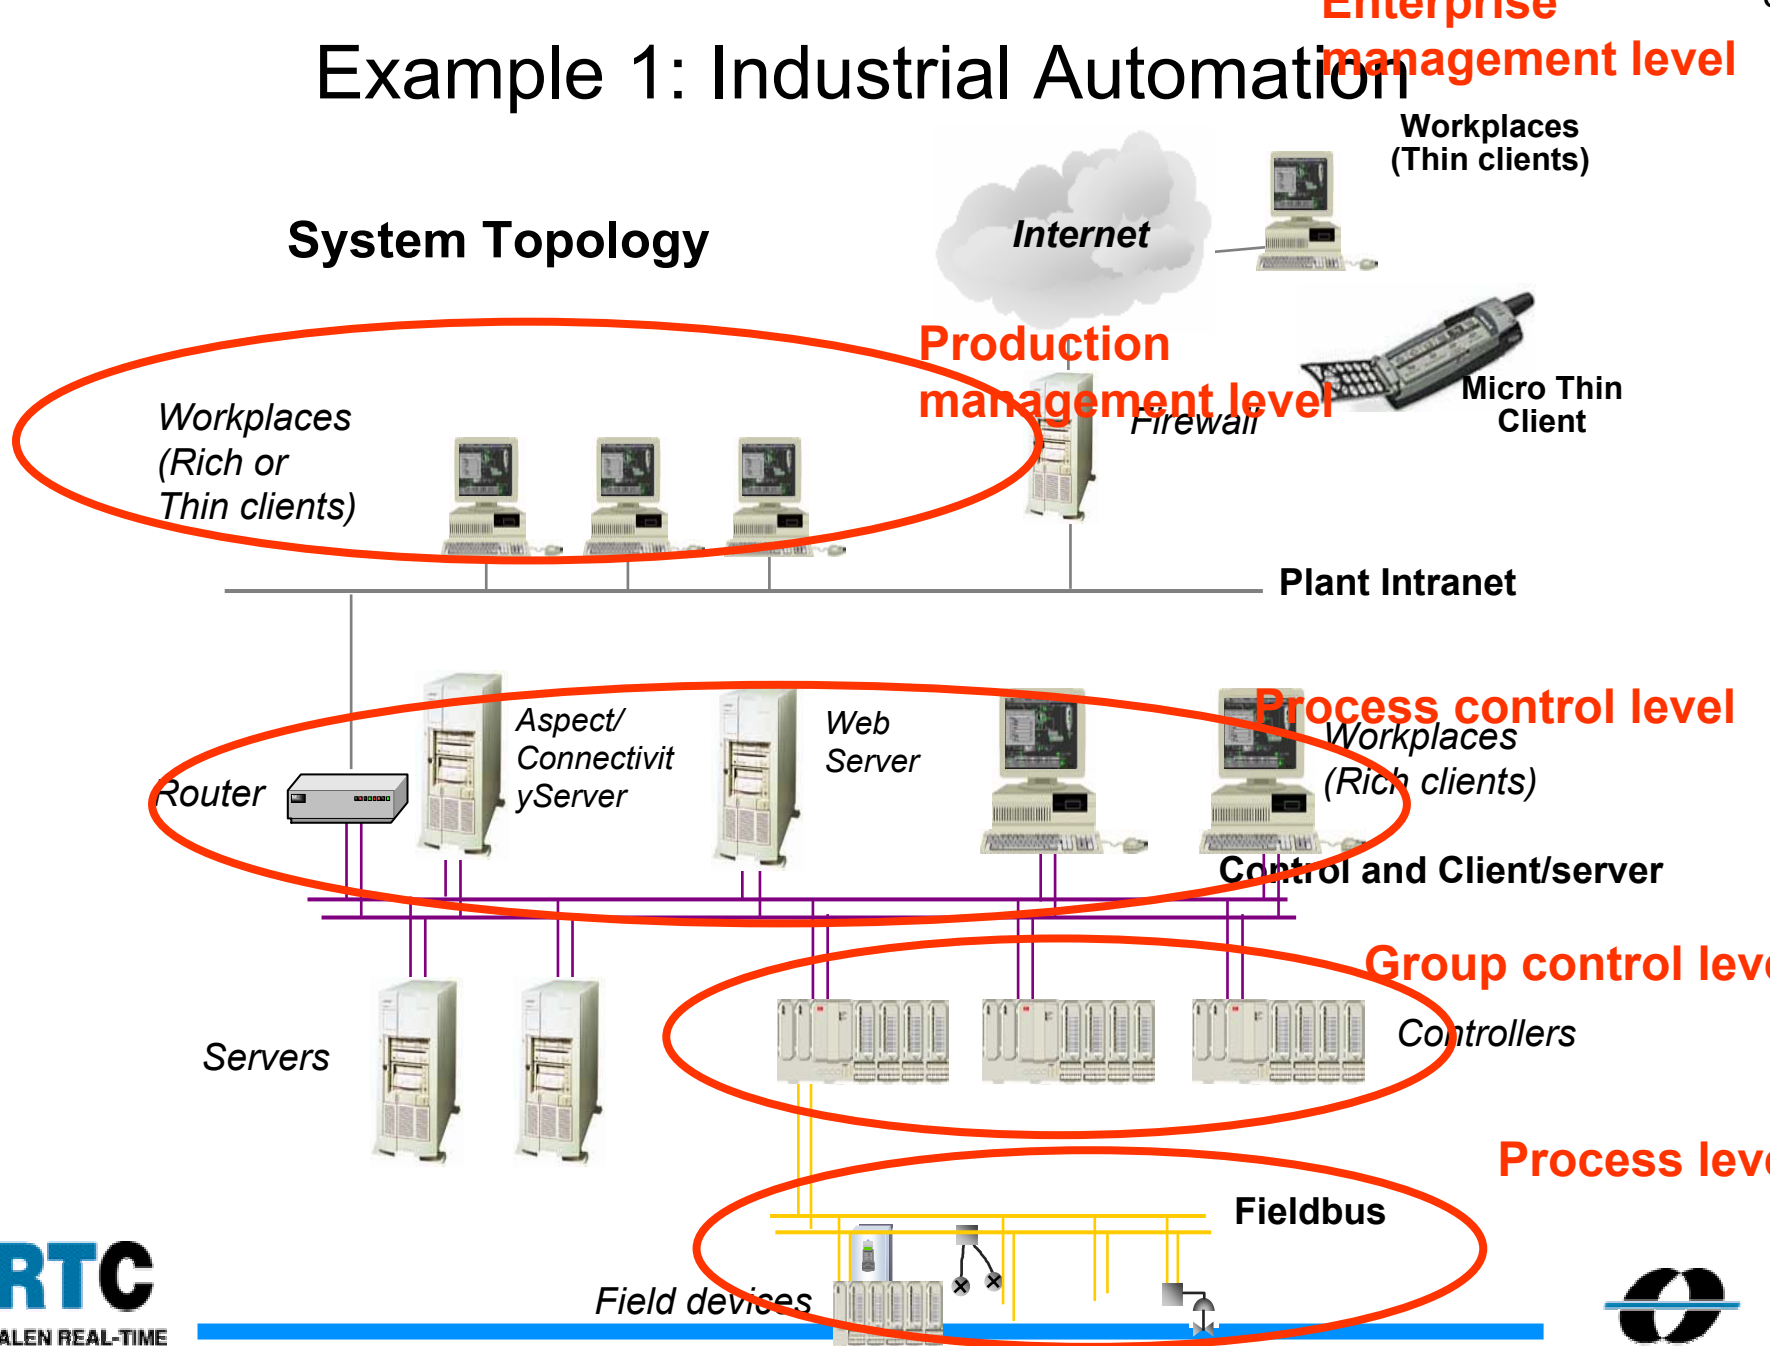 Enterprise
management level
Example 1: Industrial Automation
Workplaces
(Thin clients)
Internet
System Topology
Production
management level
Micro Thin
Client
Firewall
Workplaces
(Rich or
Thin clients)
Plant Intranet
Process control level
Aspect/
Connectivit
yServer
Web
Server
Workplaces
(Rich clients)
Router
Control and Client/server
Group control leve
Controllers
Servers
Process leve
Fieldbus
Field devices
RTC
ALEN REAL-TIME